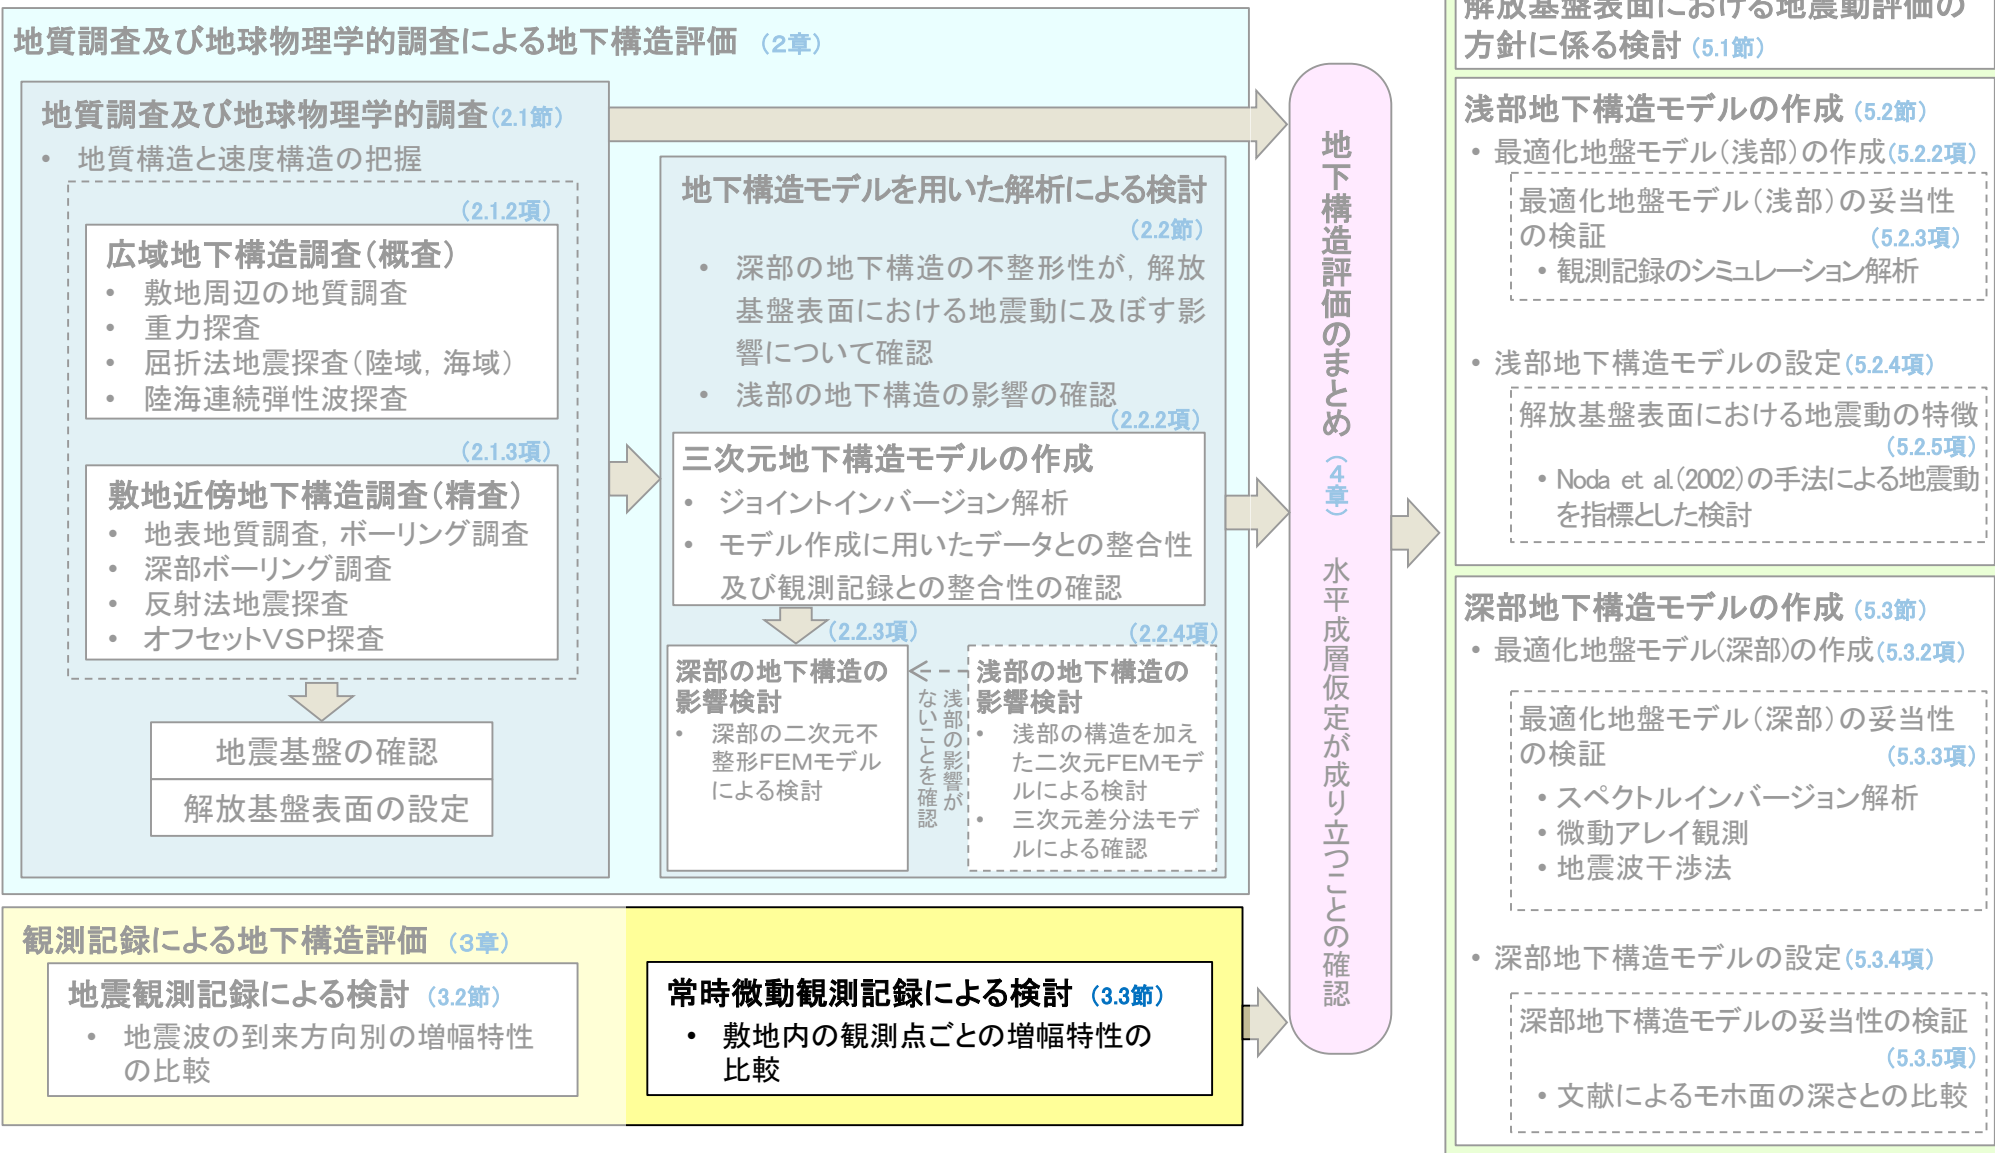 地質調査及び地球物理学的調査による地下構造評価 （2章）
地質調査及び地球物理学的調査(2.1節)
• 地質構造と速度構造の把握
(2.1.2項)
広域地下構造調査(概査)
• 敷地周辺の地質調査
• 重力探査
• 屈折法地震探査(陸域，海域)
• 陸海連続弾性波探査
(2.1.3項)
敷地近傍地下構造調査(精査)
• 地表地質調査，ボーリング調査
• 深部ボーリング調査
• 反射法地震探査
• オフセットVSP探査
地震基盤の確認
解放基盤表面の設定
地下構造モデルを用いた解析による検討
(2.2節)
• 深部の地下構造の不整形性が，解放
基盤表面における地震動に及ぼす影
響について確認
• 浅部の地下構造の影響の確認
(2.2.2項)
三次元地下構造モデルの作成
• ジョイントインバージョン解析
• モデル作成に用いたデータとの整合性
及び観測記録との整合性の確認
(2.2.3項)
深部の地下構造の
影響検討
• 深部の二次元不
整形FEMモデル
による検討
浅部の影響が
ないことを確認
(2.2.4項)
浅部の地下構造の
影響検討
• 浅部の構造を加え
た二次元FEMモデ
ルによる検討
• 三次元差分法モデ
ルによる確認
観測記録による地下構造評価 （3章）
地震観測記録による検討 (3.2節)
• 地震波の到来方向別の増幅特性
の比較
常時微動観測記録による検討 (3.3節)
• 敷地内の観測点ごとの増幅特性の
比較
地下構造評価のまとめ（4章） 水平成層仮定が成り立つことの確認
解放基盤表面における地震動評価の
方針に係る検討(5.1節)
浅部地下構造モデルの作成(5.2節)
• 最適化地盤モデル(浅部)の作成(5.2.2項)
最適化地盤モデル(浅部)の妥当性
の検証 (5.2.3項)
• 観測記録のシミュレーション解析
• 浅部地下構造モデルの設定(5.2.4項)
解放基盤表面における地震動の特徴
(5.2.5項)
• Noda et al.(2002)の手法による地震動
を指標とした検討
深部地下構造モデルの作成(5.3節)
• 最適化地盤モデル(深部)の作成(5.3.2項)
最適化地盤モデル(深部)の妥当性
の検証 (5.3.3項)
• スペクトルインバージョン解析
• 微動アレイ観測
• 地震波干渉法
• 深部地下構造モデルの設定(5.3.4項)
深部地下構造モデルの妥当性の検証
(5.3.5項)
• 文献によるモホ面の深さとの比較